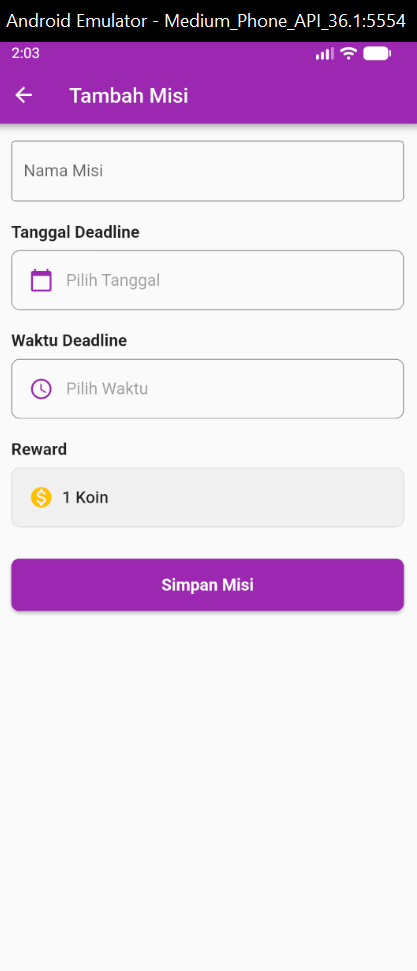 Android Emulator - Medium_Phone_API_36.1:5554
2:03
Tambah Misi
Nama Misi
Tanggal Deadline
Pilih Tanggal
Waktu Deadline
Pilih Waktu
Reward
$ 1 Koin
Simpan Misi